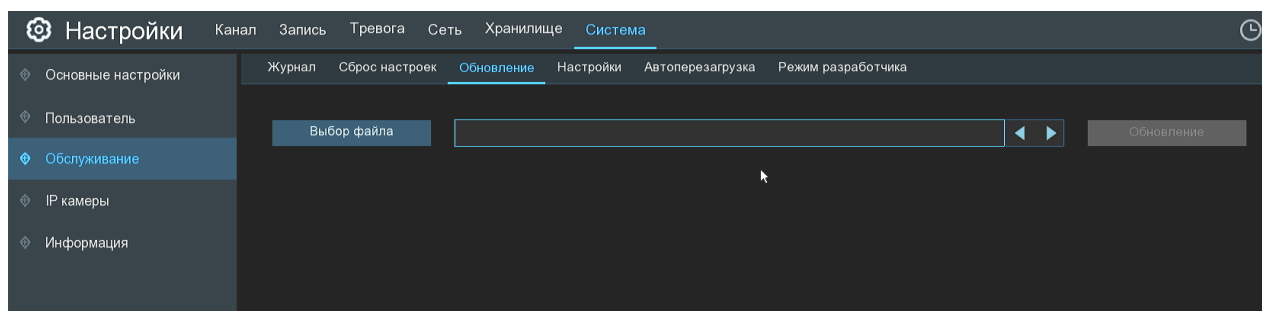 Настройки Канал Запись Тревога Сеть Хранилище Система
Основные настройки
Пользователь
Обслуживание
IP камеры
Информация
Журнал Сброс настроек Обновление Настройки Автоперезагрузка Режим разработчика
Выбор файла Обновление